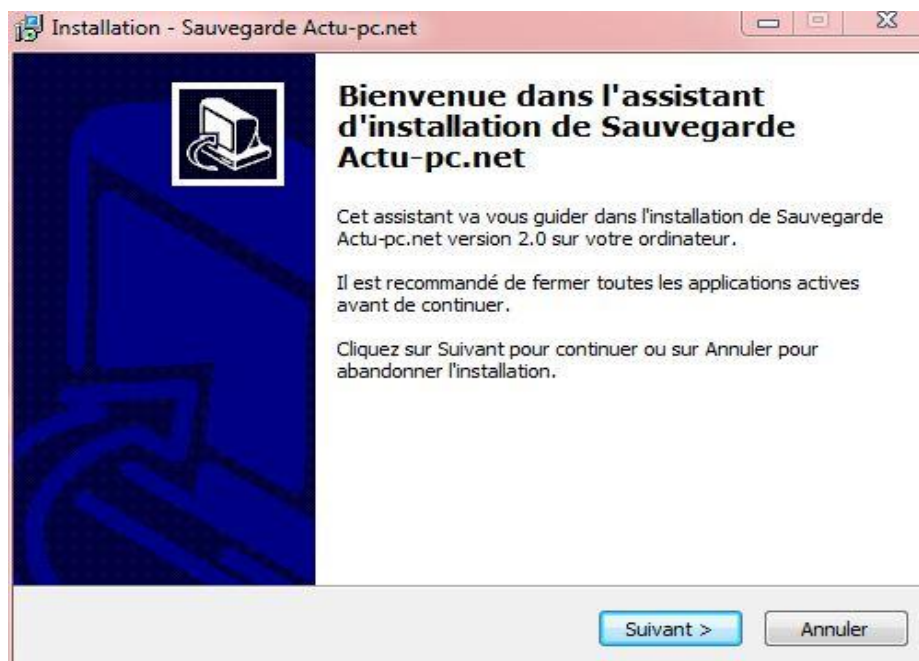 Installation - Sauvegarde Actu-pc.net
Bienvenue dans l'assistant
d'installation de Sauvegarde
Actu-pc.net
Cet assistant va vous guider dans l'installation de Sauvegarde
Actu-pc.net version 2.0 sur votre ordinateur.
Il est recommandé de fermer toutes les applications actives
avant de continuer.
Cliquez sur Suivant pour continuer ou sur Annuler pour
abandonner l'installation.
Suivant > Annuler